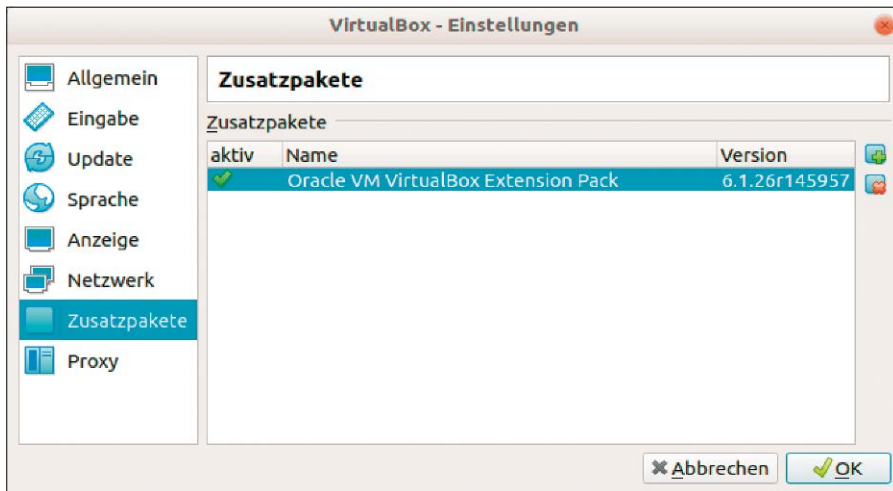 VirtualBox - Einstellungen
Allgemein
Eingabe
Update
Sprache
Anzeige
Netzwerk
Zusatzpakete
Proxy
Zusatzpakete
Zusatzpakete
aktiv Name Version
Oracle VM VirtualBox Extension Pack 6.1.26r145957
Abbrechen OK